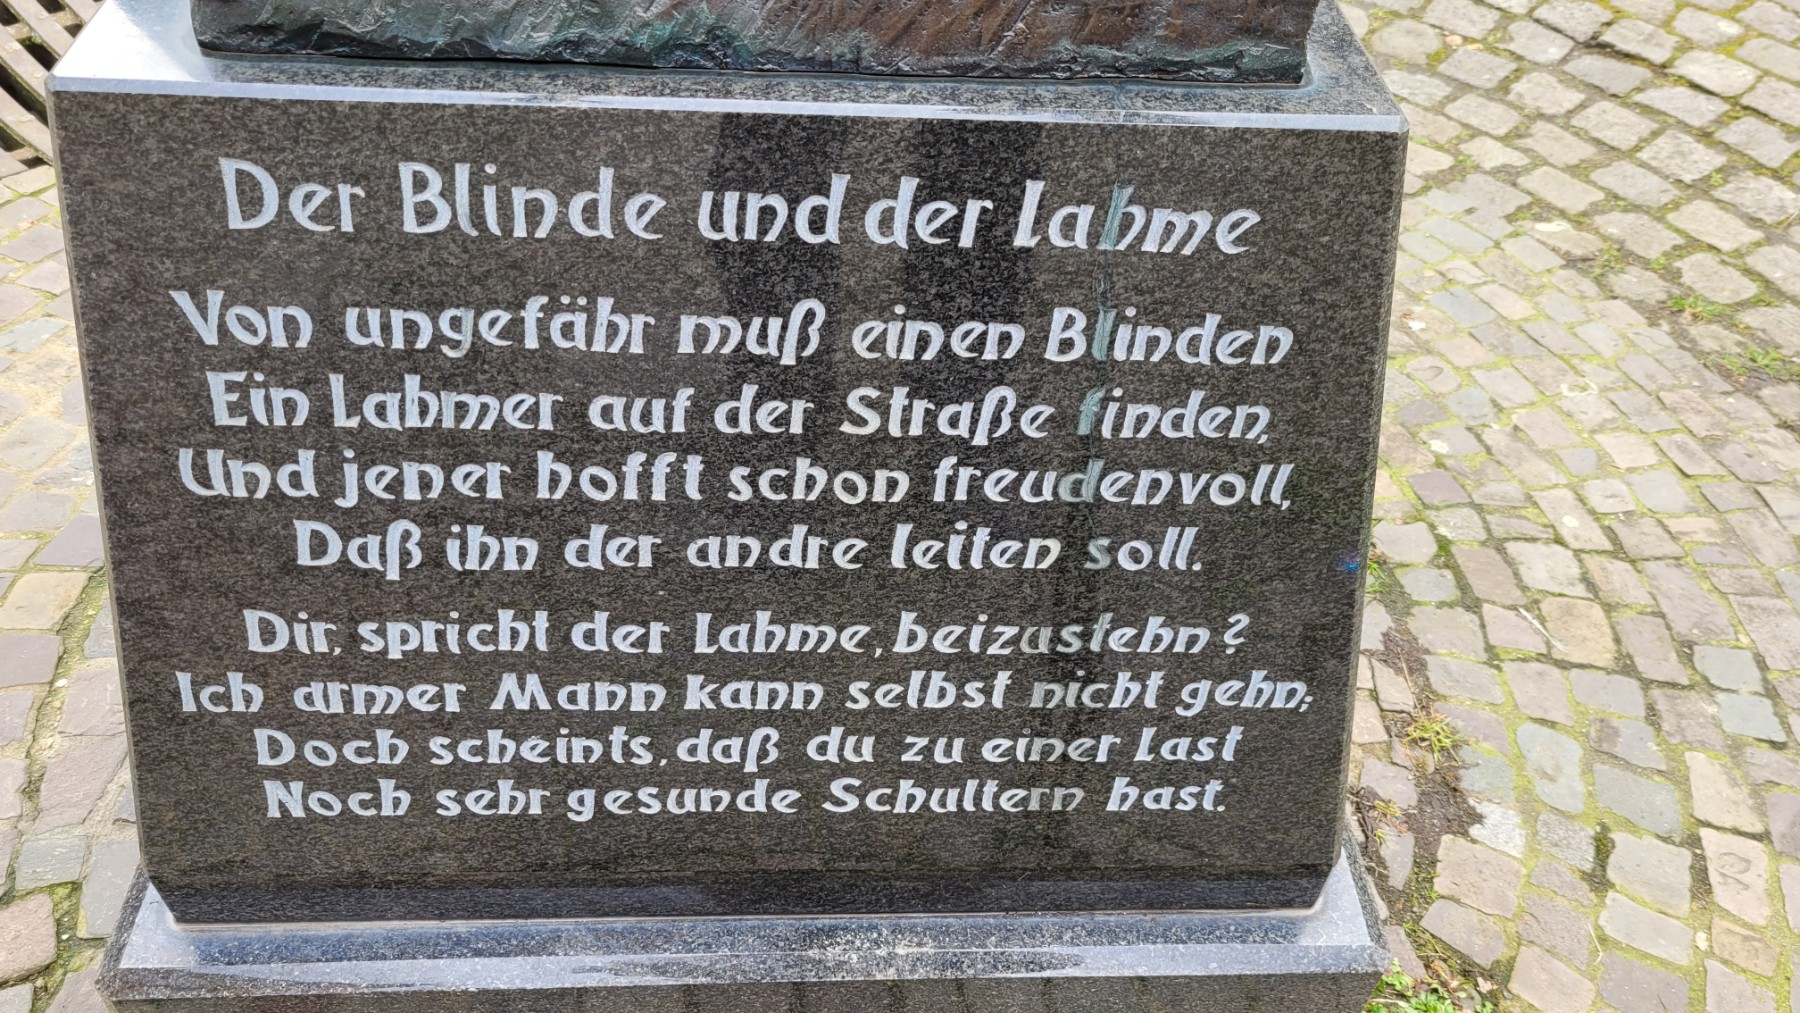 Der Blinde und der Lahme
Von ungefähr muß einen Blinden
Ein Lahmer auf der Straße finden,
Und jener hofft schon freudenvoll,
Daß ihn der andre leiten soll.
Dir, spricht der Lahme, beizustehn?
Ich armer Mann kann selbst nicht gehn;
Doch scheints, daß du zu einer Last
Noch sehr gesunde Schultern hast.